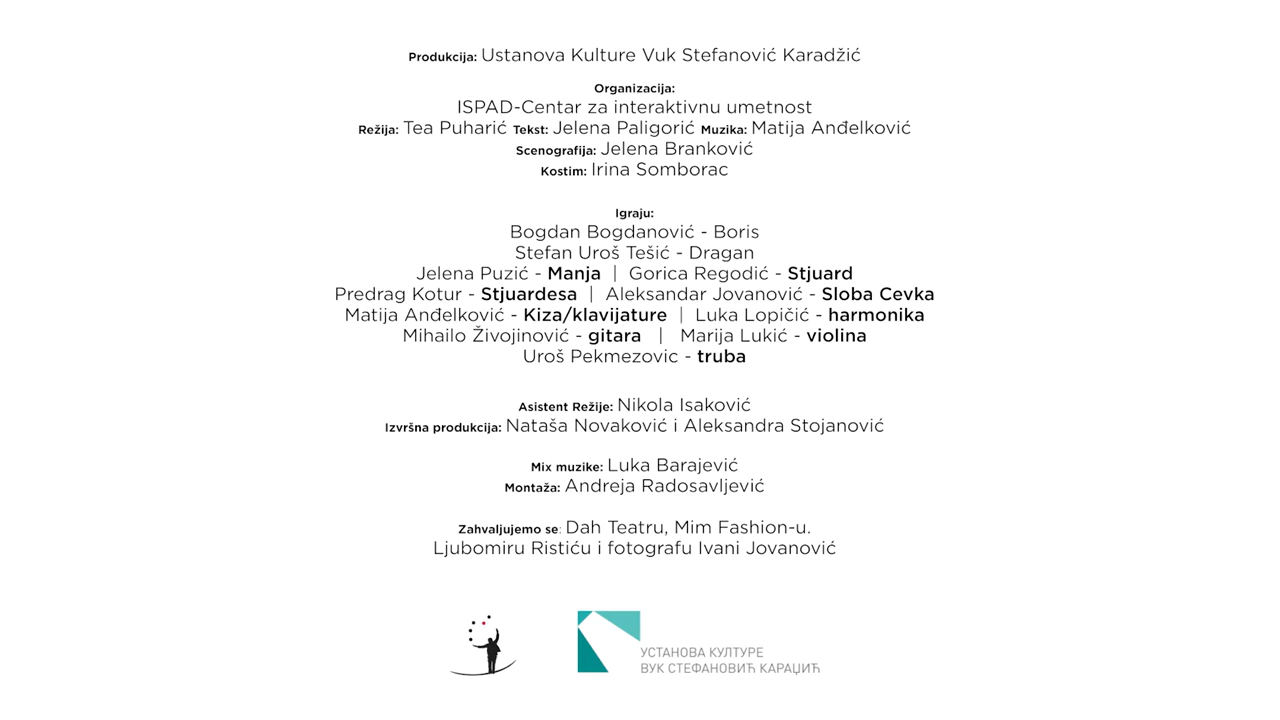 Produkcija: Ustanova Kulture Vuk Stefanović Karadžić
Organizacija:
ISPAD-Centar za interaktivnu umetnost
Režija: Tea Puharić Tekst: Jelena Paligorić Muzika: Matija Anđelković
Scenografija: Jelena Branković
Kostim: Irina Somborac
Igraju:
Bogdan Bogdanović - Boris
Stefan Uroš Tešić - Dragan
Jelena Puzić - Manja | Gorica Regodić - Stjuard
Predrag Kotur - Stjuardesa | Aleksandar Jovanović - Sloba Cevka
Matija Anđelković - Kiza/klavijature | Luka Lopičić - harmonika
Mihailo Živojinović - gitara | Marija Lukić - violina
Uroš Pekmezovic - truba
Asistent Režije: Nikola Isaković
Izvršna produkcija: Nataša Novaković i Aleksandra Stojanović
Mix muzike: Luka Barajević
Montaža: Andreja Radosavljević
Zahvaljujemo se: Dah Teatru, Mim Fashion-u.
Ljubomiru Ristiću i fotografu Ivani Jovanović
УСТАНОВА КУЛТУРЕ
ВУК СТЕФАНОВИЋ КАРАЏИЋ